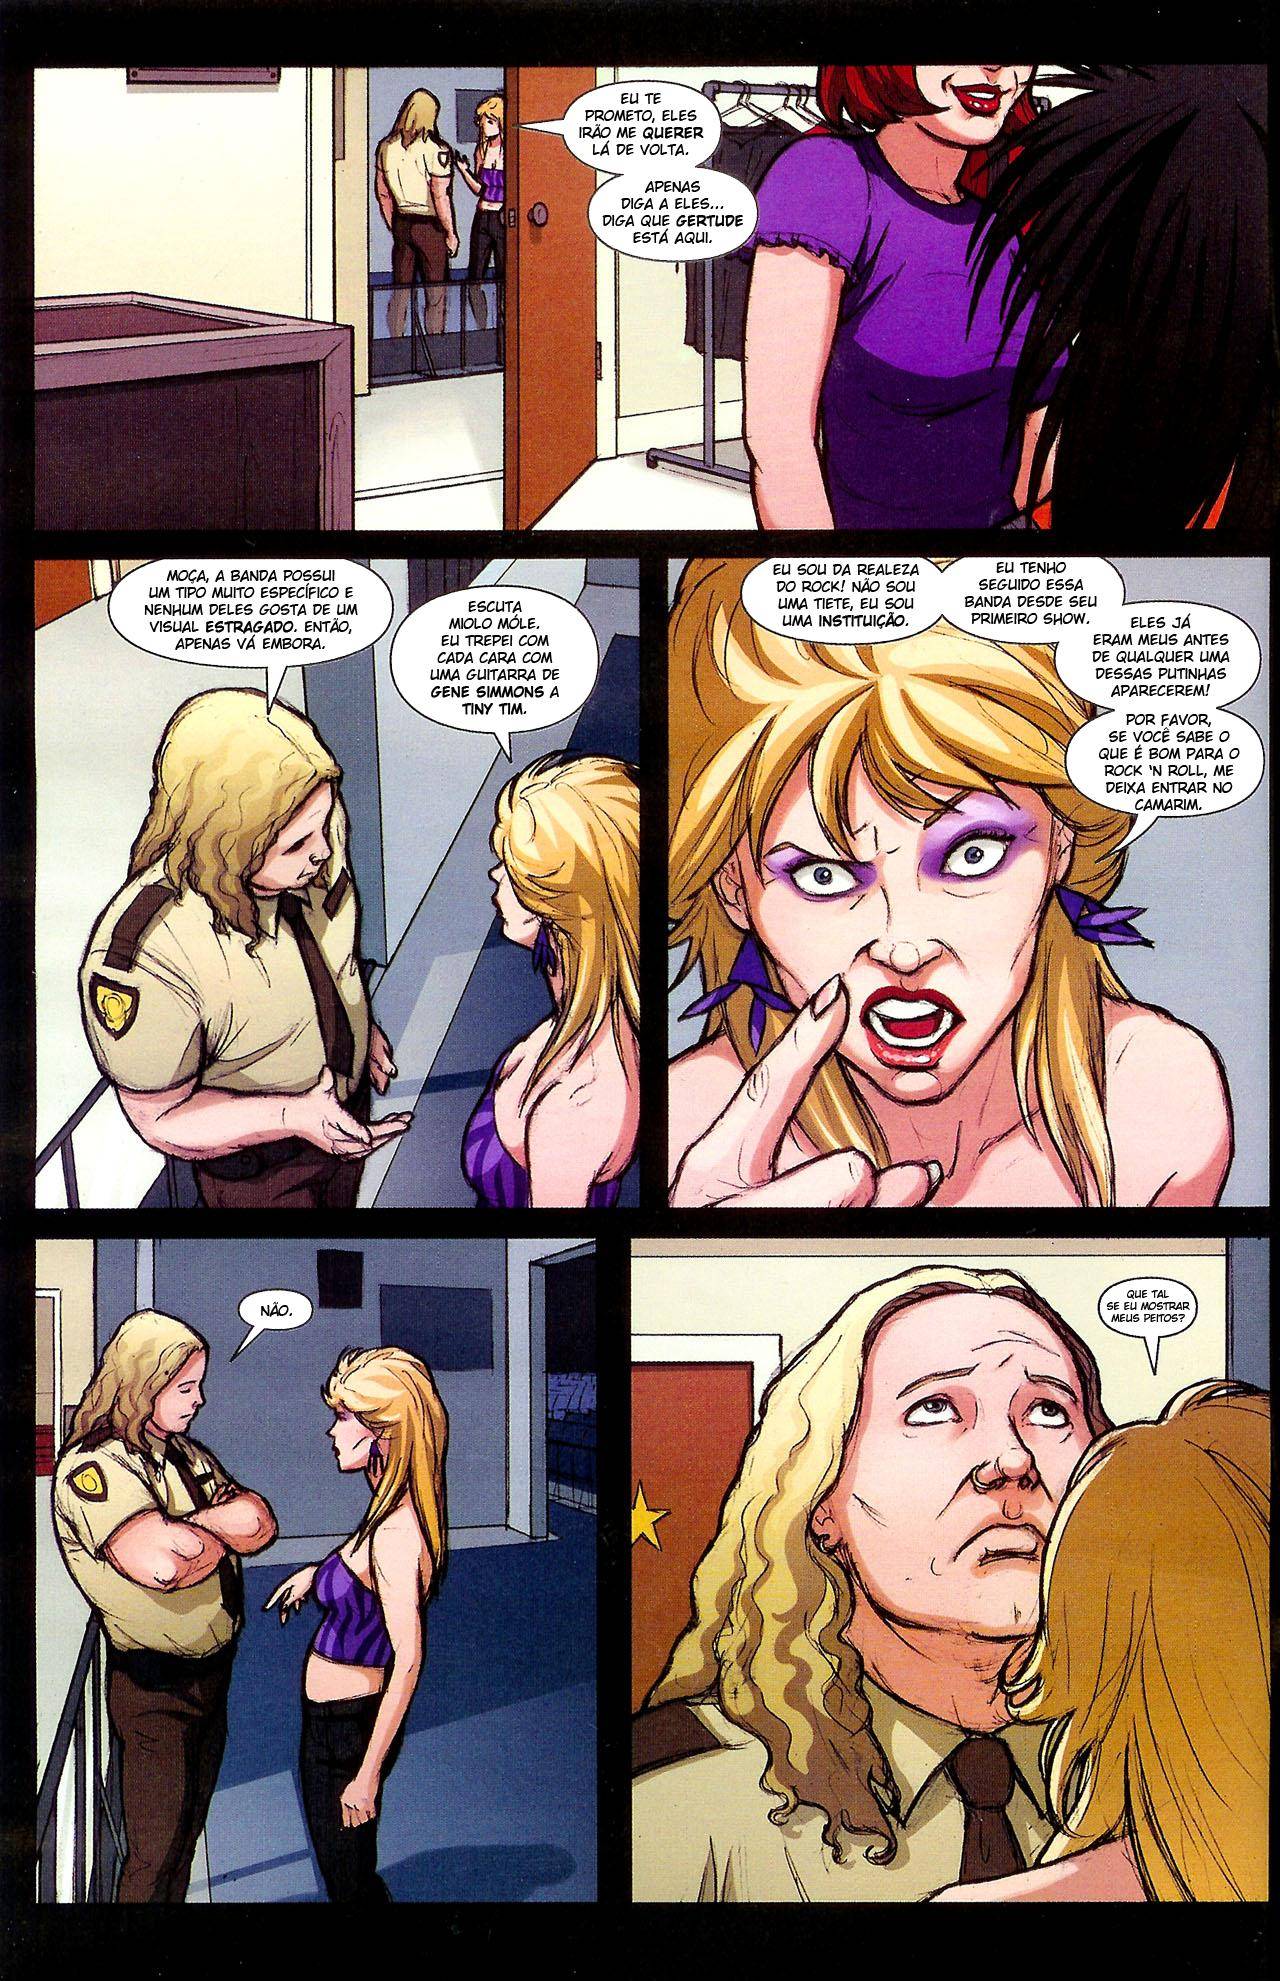 EU TE
PROMETO, ELES
IRÃO ME QUERER
LÁ DE VOLTA.
APENAS
DIGA A ELES...
DIGA QUE GERTUDE
ESTÁ AQUI.
MOÇA, A BANDA POSSUI
UM TIPO MUITO ESPECÍFICO E
NENHUM DELES GOSTA DE UM
VISUAL ESTRAGADO. ENTÃO,
APENAS VÁ EMBORA.
ESCUTA
MIOLO MÓLE.
EU TREPEI COM
CADA CARA COM
UMA GUITARRA DE
GENE SIMMONS A
TINY TIM.
EU SOU DA REALEZA
DO ROCK! NÃO SOU
UMA TIETE, EU SOU
UMA INSTITUIÇÃO.
EU TENHO
SEGUIDO ESSA
BANDA DESDE SEU
PRIMEIRO SHOW.
ELES JÁ
ERAM MEUS ANTES
DE QUALQUER UMA
DESSAS PUTINHAS
APARECEREM!
POR FAVOR,
SE VOCÊ SABE O
QUE É BOM PARA O
ROCK 'N ROLL, ME
DEIXA ENTRAR NO
CAMARIM.
NÃO.
QUE TAL
SE EU MOSTRAR
MEUS PEITOS?